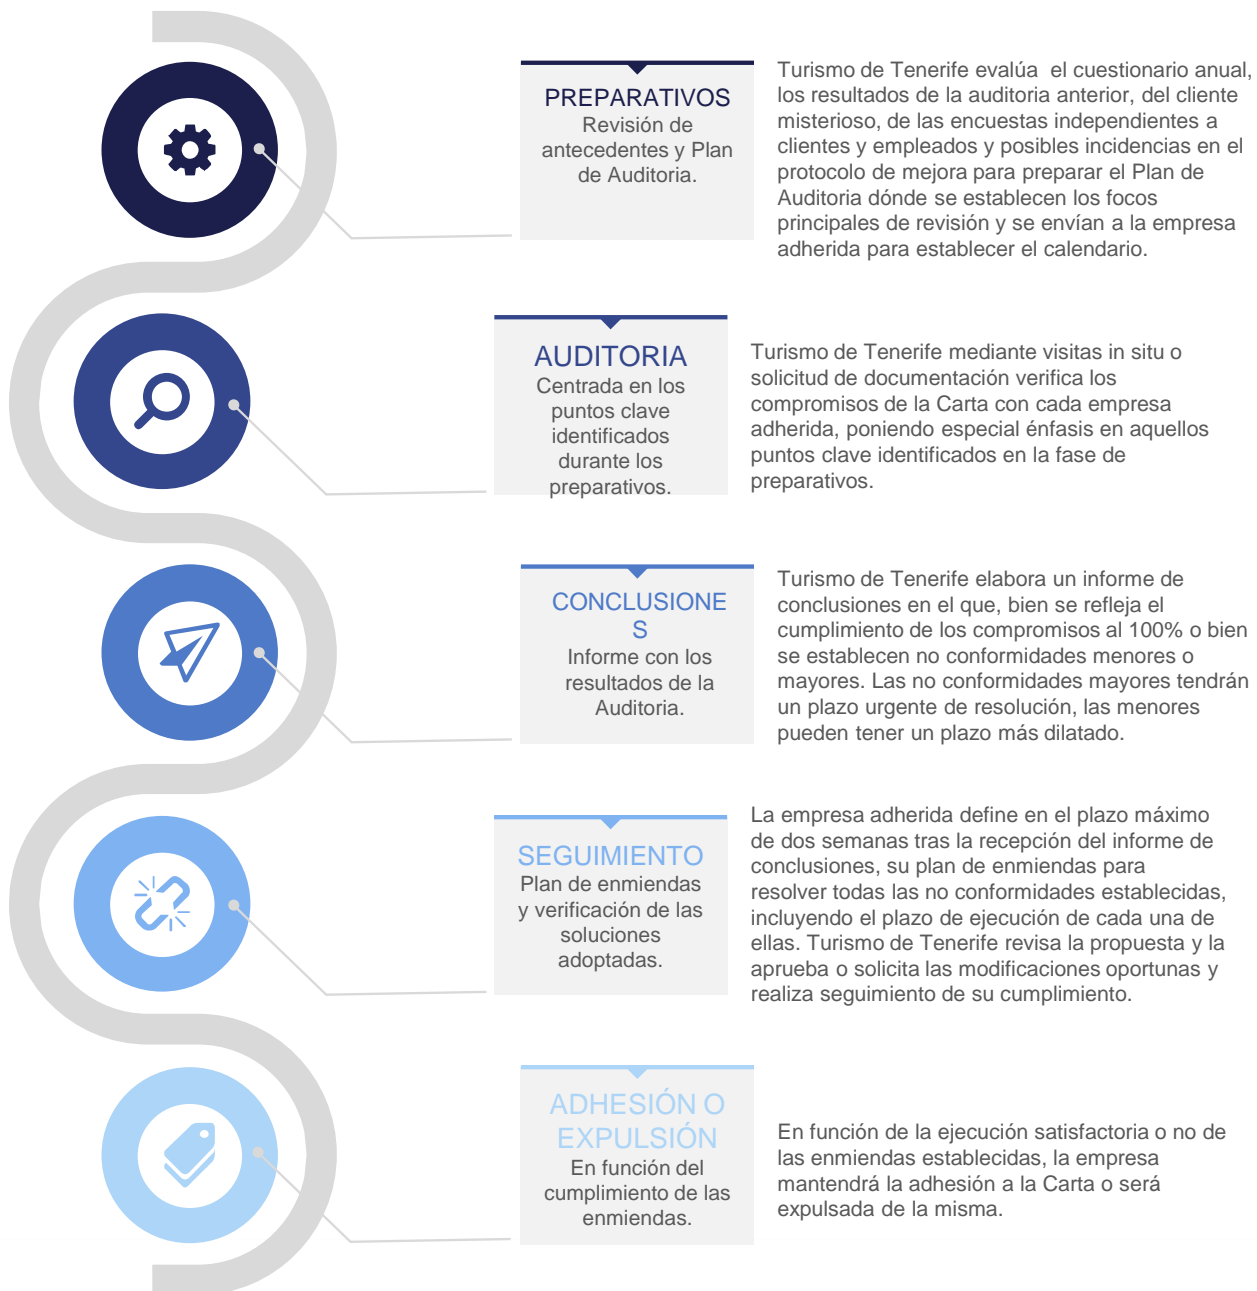 PREPARATIVOS
Revisión de
antecedentes y Plan
de Auditoria.
Turismo de Tenerife evalúa el cuestionario anual,
los resultados de la auditoria anterior, del cliente
misterioso, de las encuestas independientes a
clientes y empleados y posibles incidencias en el
protocolo de mejora para preparar el Plan de
Auditoria dónde se establecen los focos
principales de revisión y se envían a la empresa
adherida para establecer el calendario.
AUDITORIA
Centrada en los
puntos clave
identificados
durante los
preparativos.
Turismo de Tenerife mediante visitas in situ o
solicitud de documentación verifica los
compromisos de la Carta con cada empresa
adherida, poniendo especial énfasis en aquellos
puntos clave identificados en la fase de
preparativos.
CONCLUSIONE
S
Informe con los
resultados de la
Auditoria.
Turismo de Tenerife elabora un informe de
conclusiones en el que, bien se refleja el
cumplimiento de los compromisos al 100% o bien
se establecen no conformidades menores o
mayores. Las no conformidades mayores tendrán
un plazo urgente de resolución, las menores
pueden tener un plazo más dilatado.
SEGUIMIENTO
Plan de enmiendas
y verificación de las
soluciones
adoptadas.
La empresa adherida define en el plazo máximo
de dos semanas tras la recepción del informe de
conclusiones, su plan de enmiendas para
resolver todas las no conformidades establecidas,
incluyendo el plazo de ejecución de cada una de
ellas. Turismo de Tenerife revisa la propuesta y la
aprueba o solicita las modificaciones oportunas y
realiza seguimiento de su cumplimiento.
ADHESIÓN O
EXPULSIÓN
En función del
cumplimiento de las
enmiendas.
En función de la ejecución satisfactoria o no de
las enmiendas establecidas, la empresa
mantendrá la adhesión a la Carta o será
expulsada de la misma.